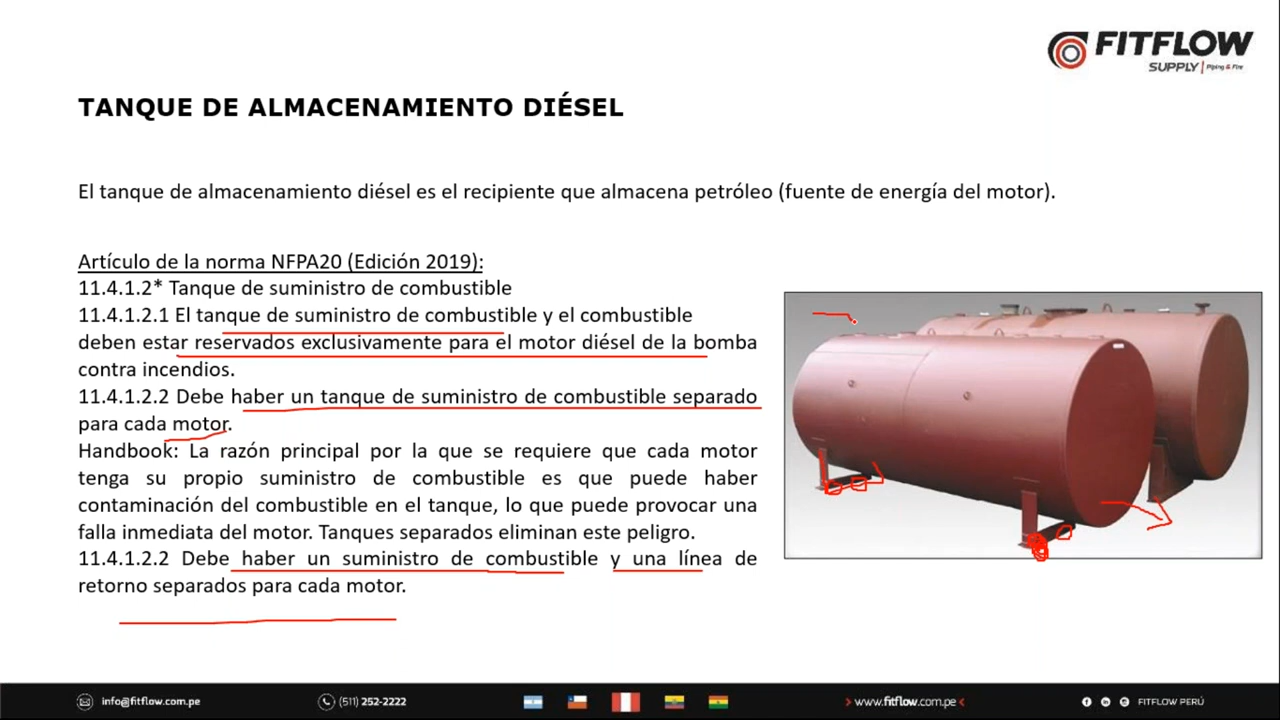 FITFLOW
SUPPLY | Piping & Fire
TANQUE DE ALMACENAMIENTO DIÉSEL
El tanque de almacenamiento diésel es el recipiente que almacena petróleo (fuente de energía del motor).
Artículo de la norma NFPA20 (Edición 2019):
11.4.1.2* Tanque de suministro de combustible
11.4.1.2.1 El tanque de suministro de combustible y el combustible
deben estar reservados exclusivamente para el motor diésel de la bomba
contra incendios.
11.4.1.2.2 Debe haber un tanque de suministro de combustible separado
para cada motor.
Handbook: La razón principal por la que se requiere que cada motor
tenga su propio suministro de combustible es que puede haber
contaminación del combustible en el tanque, lo que puede provocar una
falla inmediata del motor. Tanques separados eliminan este peligro.
11.4.1.2.2 Debe haber un suministro de combustible y una línea de
retorno separados para cada motor.
info@fitflow.com.pe
(511) 252-2222
www.fitflow.com.pe
FITFLOW PERÚ